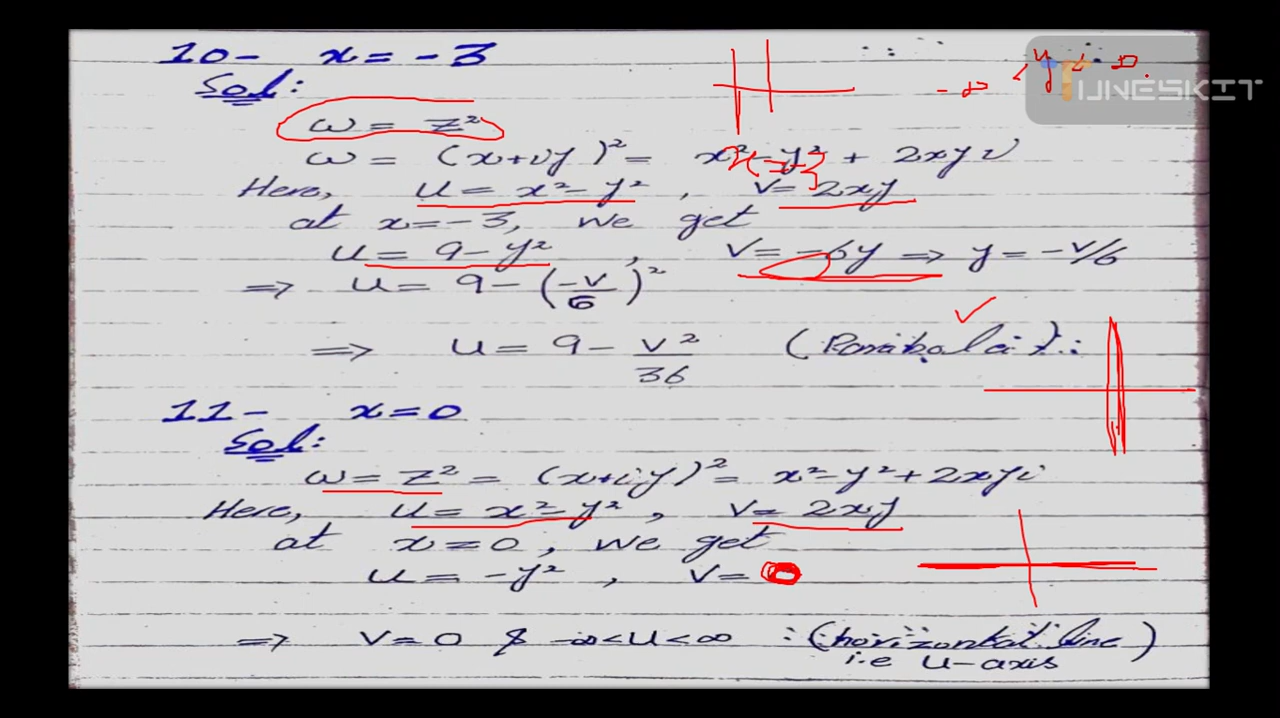 10- x = -3
Sol:
-∞ < y < ∞.
TUNESKIT
ω = z²
ω = (x+iy)² = x²-y² + 2xyi
Here, u = x²-y² , v = 2xy
at x = -3, we get
u = 9-y² , v = -6y ⇒ y = -v/6
⇒ u = 9-(-v/6)²
⇒ u = 9 - v²/36 (Parabola)
11- x = 0
Sol:
ω = z² = (x+iy)² = x²-y²+2xyi
Here, u = x²-y² , v = 2xy
at x = 0, we get
u = -y² , v = 0
⇒ v = 0 & -∞<u<∞ (horizontal line)
i.e u-axis